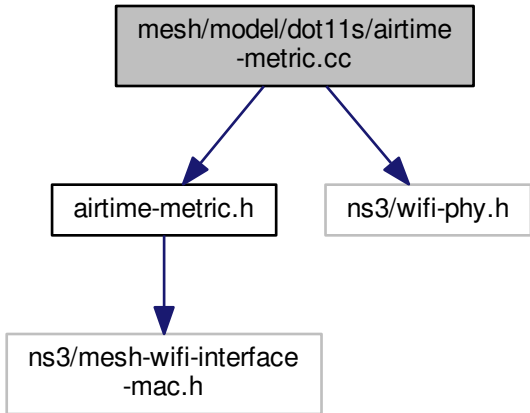 mesh/model/dot11s/airtime
-metric.cc
airtime-metric.h
ns3/wifi-phy.h
ns3/mesh-wifi-interface
-mac.h